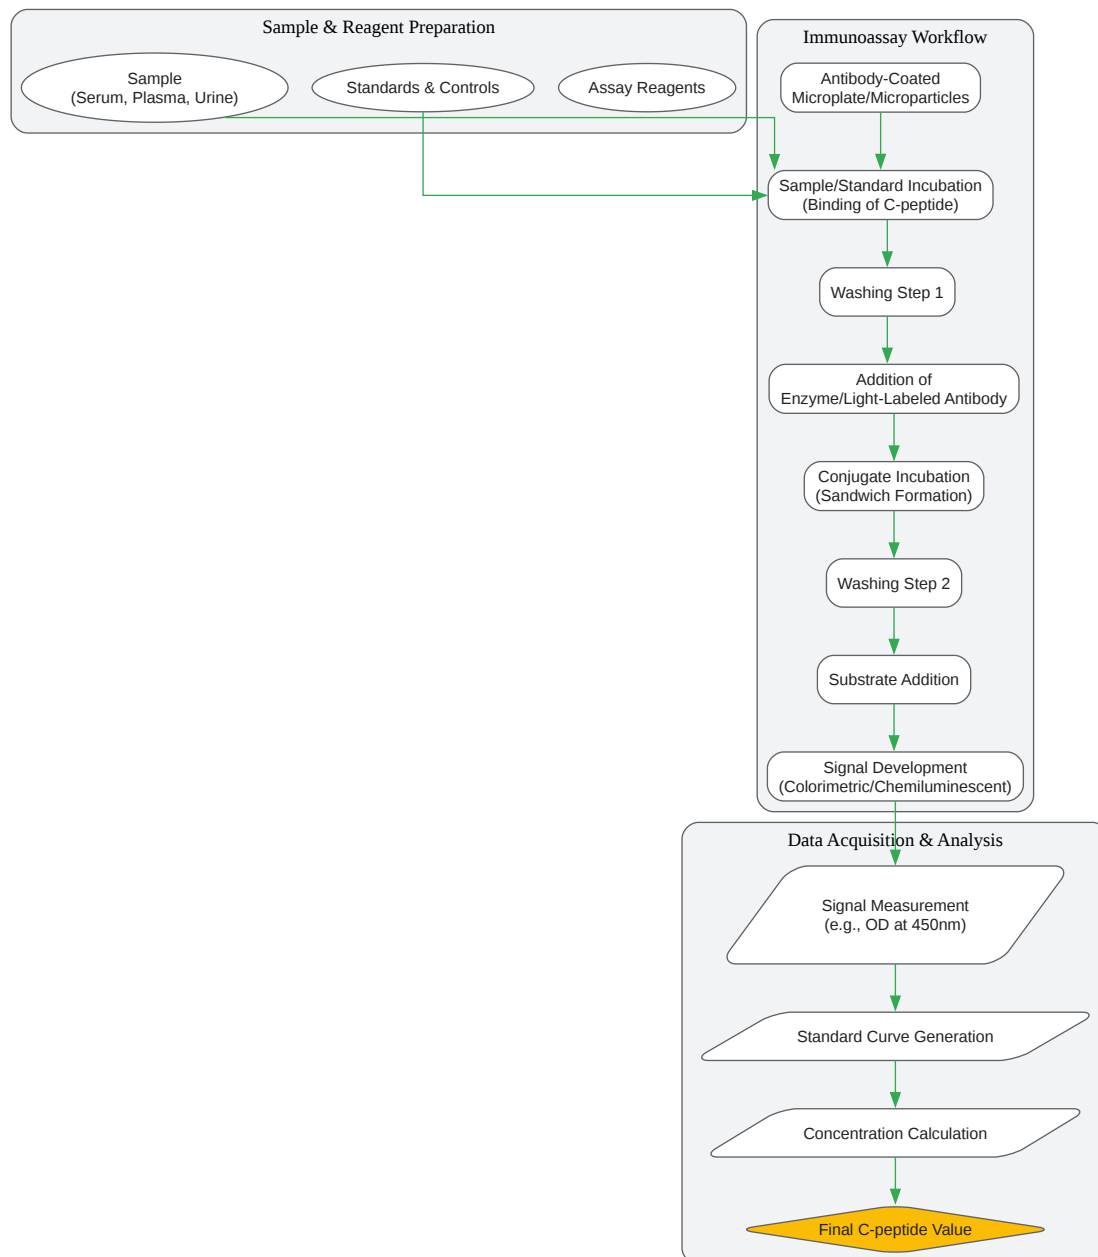 Sample & Reagent Preparation
Sample
(Serum, Plasma, Urine)
Standards & Controls
Assay Reagents
Immunoassay Workflow
Antibody-Coated
Microplate/Microparticles
Sample/Standard Incubation
(Binding of C-peptide)
Washing Step 1
Addition of
Enzyme/Light-Labeled Antibody
Conjugate Incubation
(Sandwich Formation)
Washing Step 2
Substrate Addition
Signal Development
(Colorimetric/Chemiluminescent)
Data Acquisition & Analysis
Signal Measurement
(e.g., OD at 450nm)
Standard Curve Generation
Concentration Calculation
Final C-peptide Value